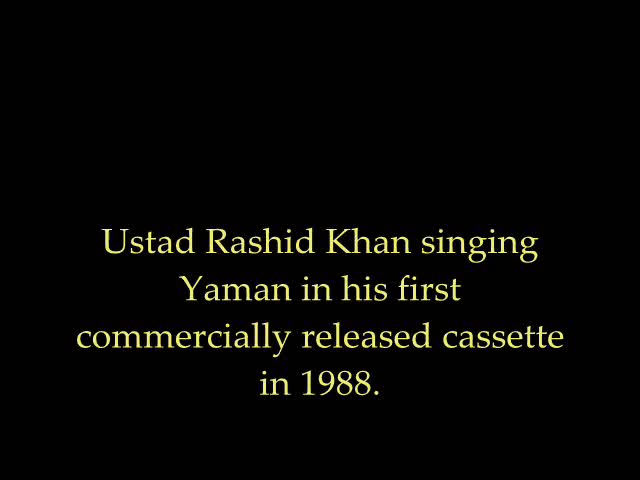 Ustad Rashid Khan singing
Yaman in his first
commercially released cassette
in 1988.